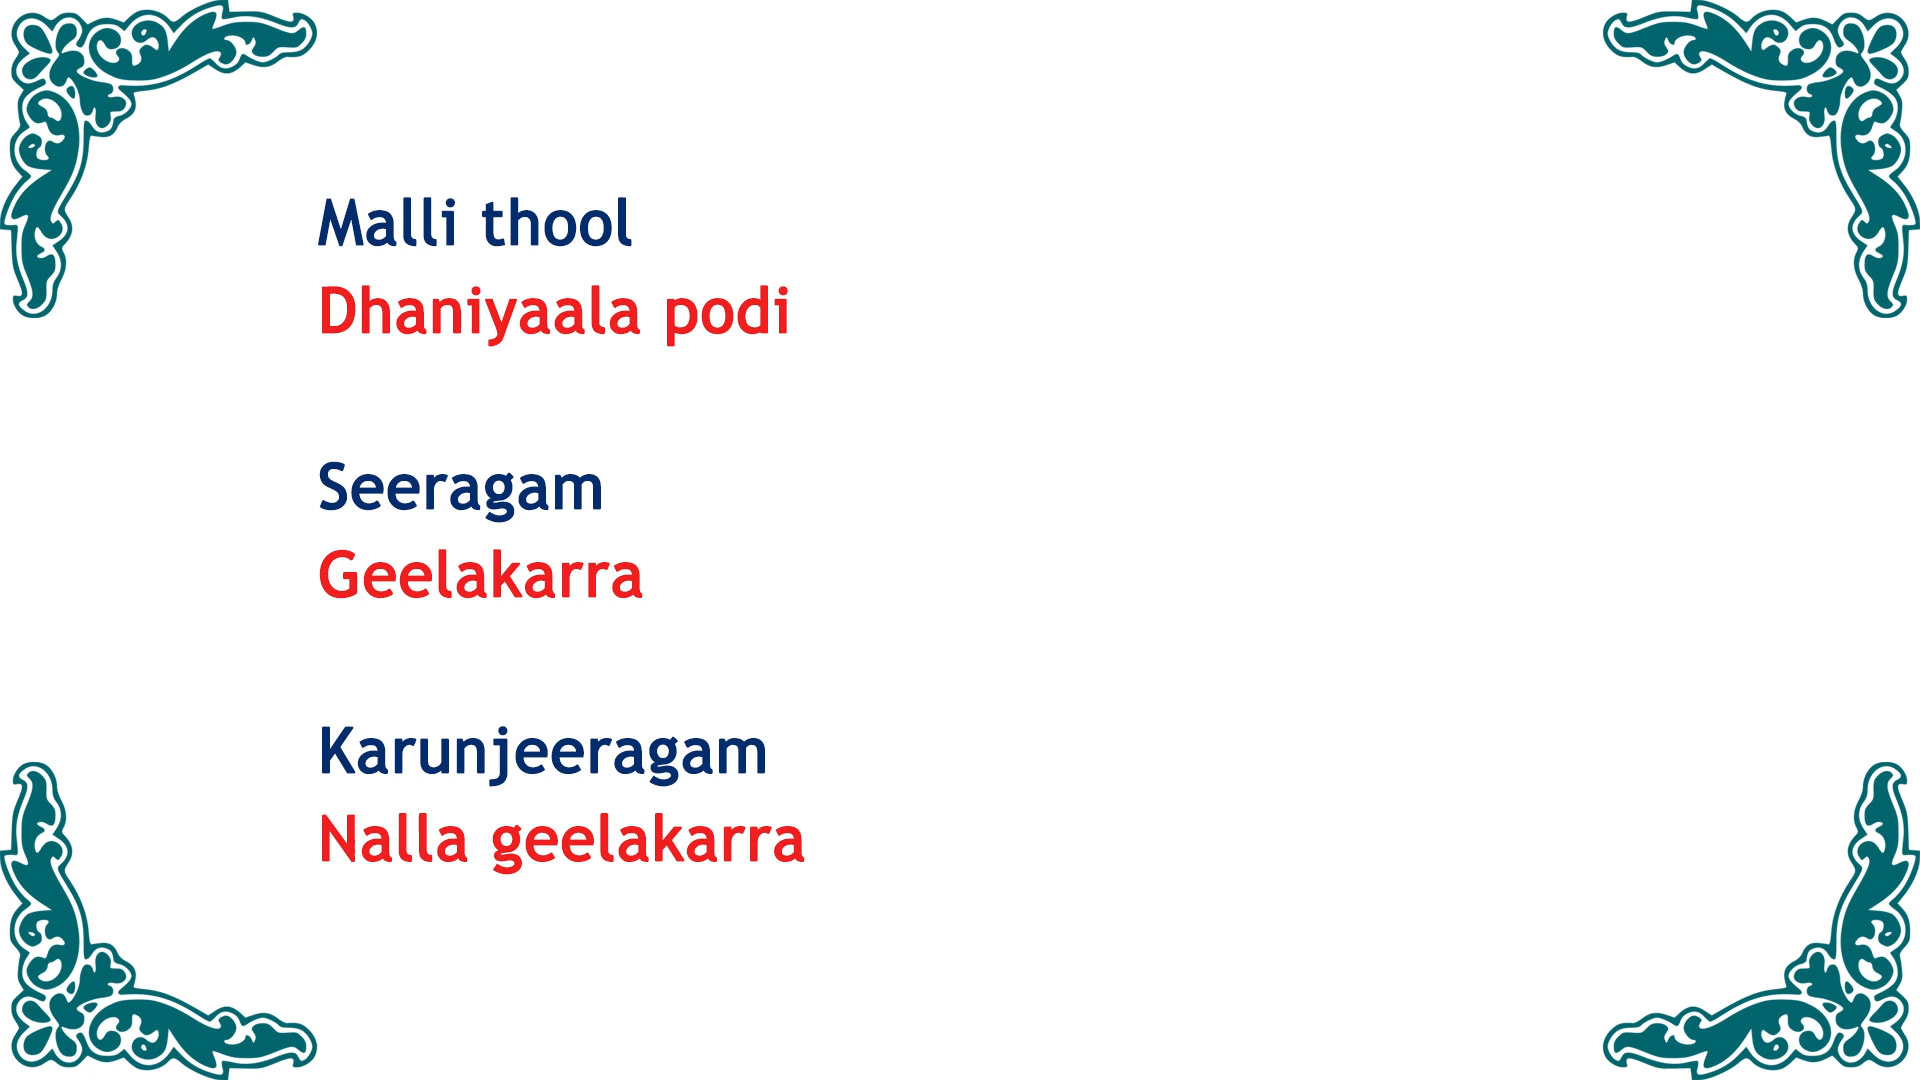 Malli thool
Dhaniyaala podi
Seeragam
Geelakarra
Karunjeeragam
Nalla geelakarra